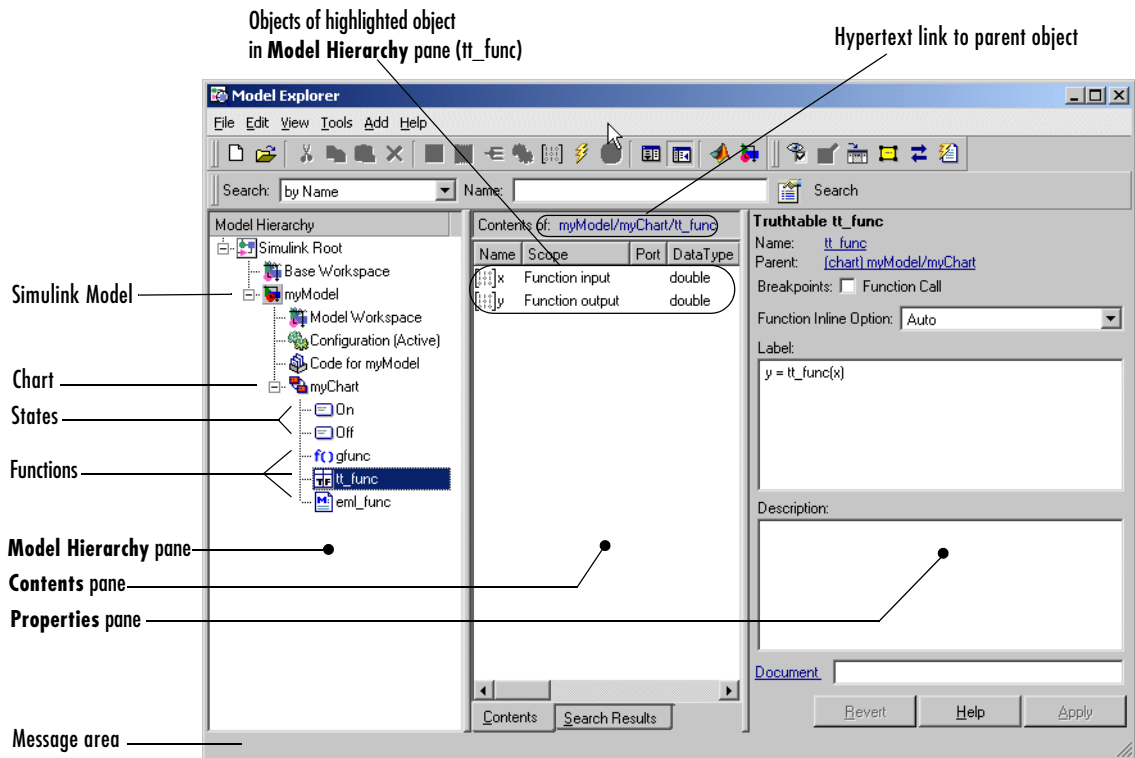 Objects of highlighted object
in Model Hierarchy pane (tt_func)
Hypertext link to parent object
Model Explorer
File Edit View Tools Add Help
Search: by Name Name: Search
Model Hierarchy
Simulink Root
Base Workspace
myModel
Model Workspace
Configuration (Active)
Code for myModel
myChart
On
Off
f() gfunc
tt_func
eml_func
Contents of: myModel/myChart/tt_func
Name Scope Port DataType
x Function input double
y Function output double
Contents Search Results
Truthtable tt_func
Name: tt_func
Parent: (chart) myModel/myChart
Breakpoints: Function Call
Function Inline Option: Auto
Label:
y = tt_func(x)
Description:
Document
Revert Help Apply
Simulink Model
Chart
States
Functions
Model Hierarchy pane
Contents pane
Properties pane
Message area